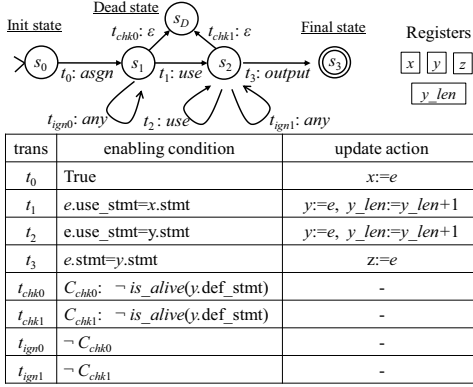 Init state
Dead state
Final state
Registers
s_D
t_chk0: ε
t_chk1: ε
s_0
s_1
s_2
s_3
t_0: asgn
t_1: use
t_3: output
x
y
z
y_len
t_ign0: any
t_2: use
t_ign1: any
trans enabling condition update action
t_0 True x:=e
t_1 e.use_stmt=x.stmt y:=e, y_len:=y_len+1
t_2 e.use_stmt=y.stmt y:=e, y_len:=y_len+1
t_3 e.stmt=y.stmt z:=e
t_chk0 C_chk0: ¬ is_alive(y.def_stmt) -
t_chk1 C_chk1: ¬ is_alive(y.def_stmt) -
t_ign0 ¬ C_chk0 -
t_ign1 ¬ C_chk1 -